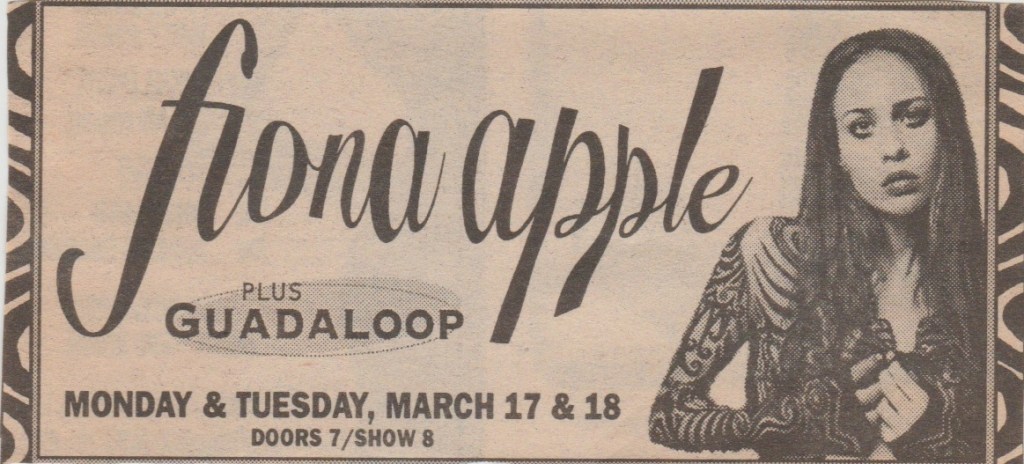 fiona apple
PLUS
GUADALOOP
MONDAY & TUESDAY, MARCH 17 & 18
DOORS 7/SHOW 8